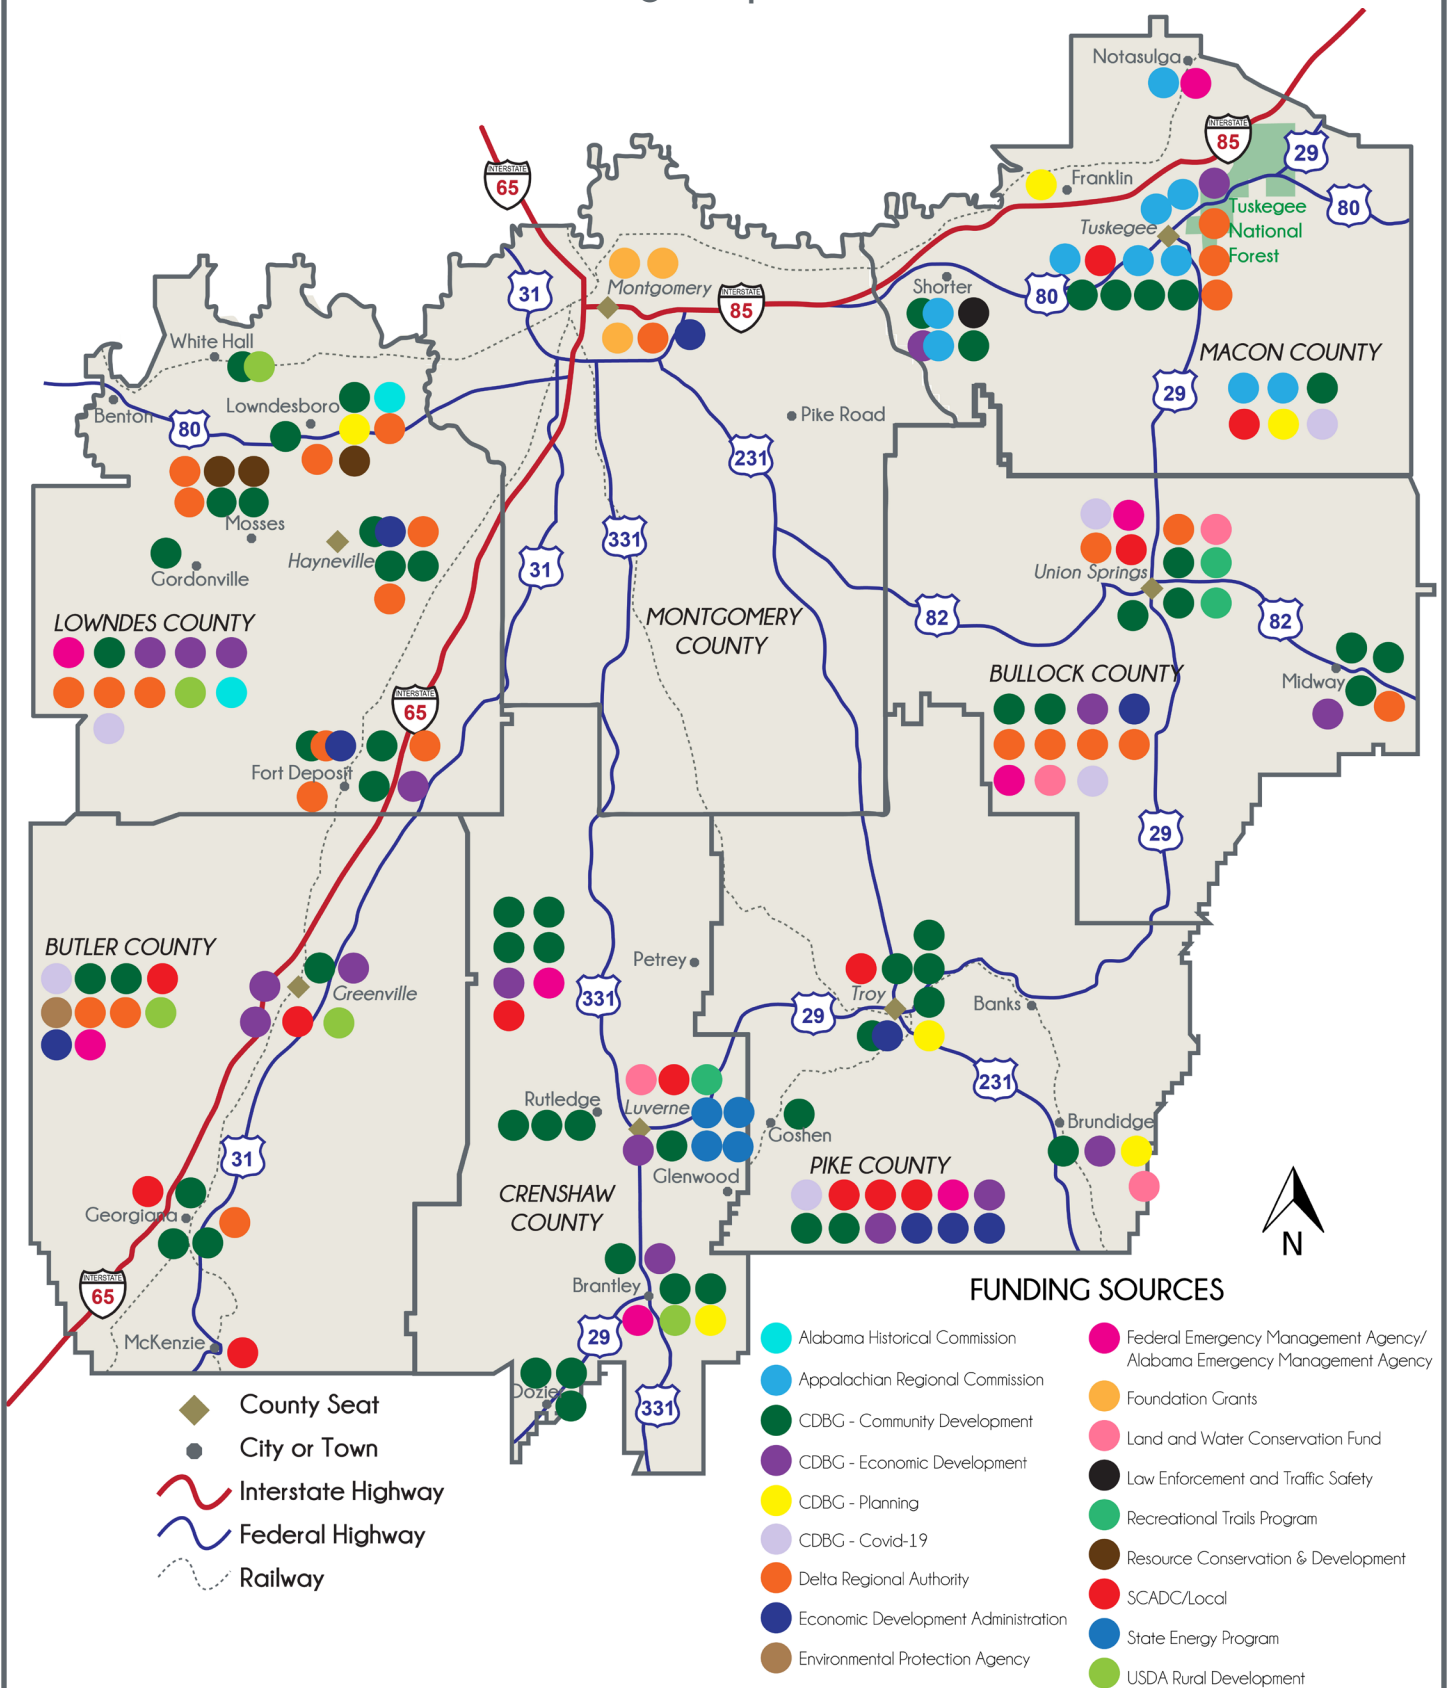 Notasulga
INTERSTATE
85
29
Franklin
80
INTERSTATE
65
Tuskegee
National
Forest
Tuskegee
31
Montgomery
INTERSTATE
85
Shorter
80
White Hall
MACON COUNTY
29
Benton
80
Lowndesboro
Pike Road
231
Mosses
Hayneville
Gordonville
331
31
Union Springs
LOWNDES COUNTY
MONTGOMERY
COUNTY
82
82
BULLOCK COUNTY
Midway
INTERSTATE
65
Fort Deposit
29
BUTLER COUNTY
Petrey
Greenville
331
Troy
29
Banks
231
Rutledge
Luverne
Goshen
Brundidge
31
Glenwood
PIKE COUNTY
CRENSHAW
COUNTY
Georgiana
N
INTERSTATE
65
Brantley
29
McKenzie
331
County Seat
City or Town
Interstate Highway
Federal Highway
Railway
FUNDING SOURCES
Alabama Historical Commission
Appalachian Regional Commission
CDBG - Community Development
CDBG - Economic Development
CDBG - Planning
CDBG - Covid-19
Delta Regional Authority
Economic Development Administration
Environmental Protection Agency
Federal Emergency Management Agency/
Alabama Emergency Management Agency
Foundation Grants
Land and Water Conservation Fund
Law Enforcement and Traffic Safety
Recreational Trails Program
Resource Conservation & Development
SCADC/Local
State Energy Program
USDA Rural Development